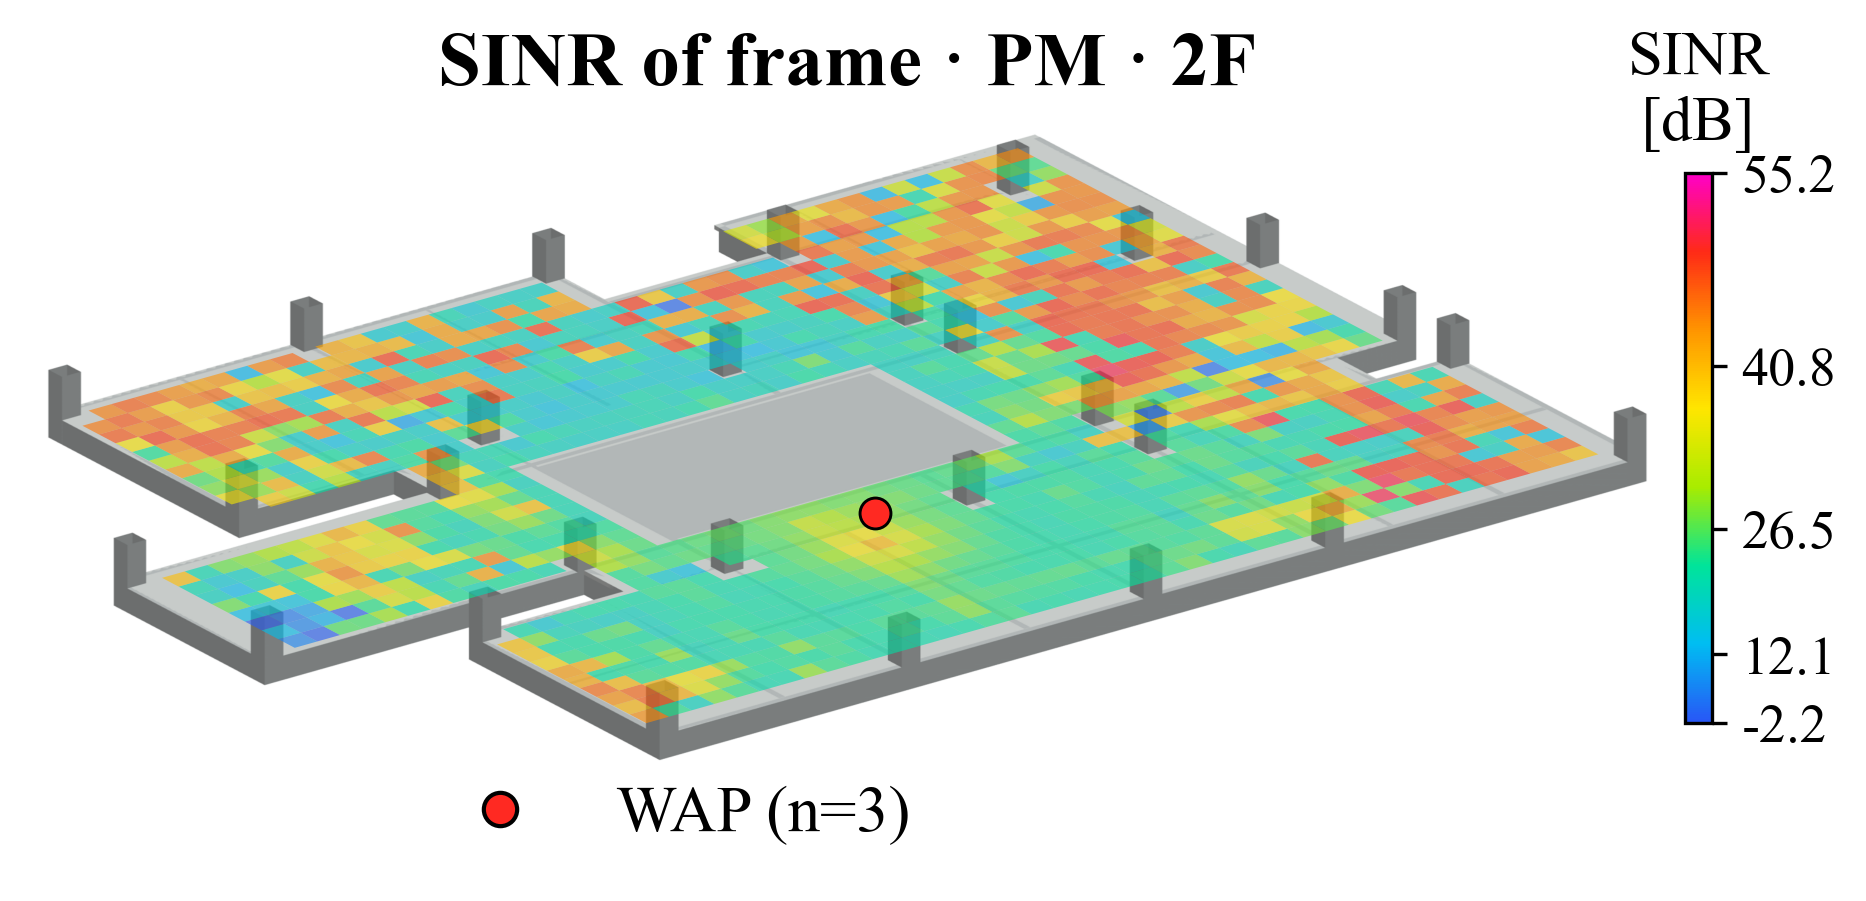 SINR of frame · PM · 2F
SINR
[dB]
55.2
40.8
26.5
12.1
-2.2
WAP (n=3)